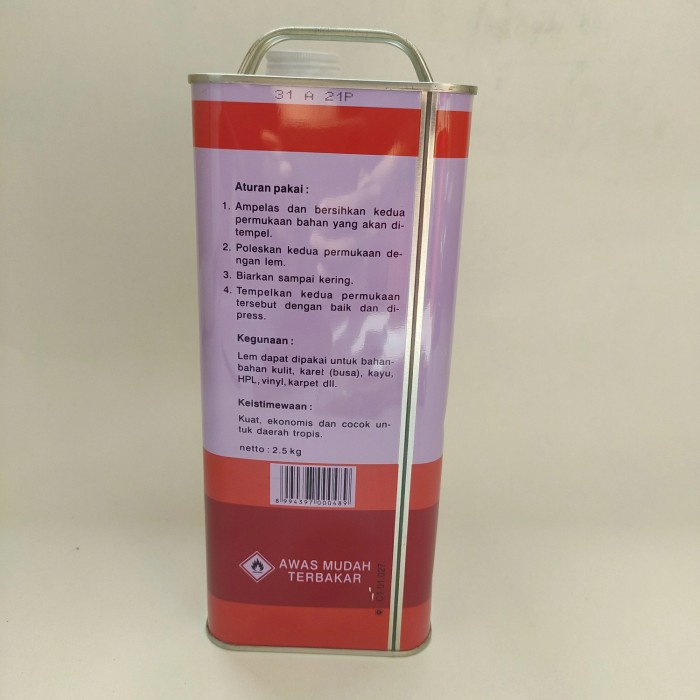 31 A 21P
Aturan pakai :
1. Ampelas dan bersihkan kedua
permukaan bahan yang akan di-
tempel.
2. Poleskan kedua permukaan de-
ngan lem.
3. Biarkan sampai kering.
4. Tempelkan kedua permukaan
tersebut dengan baik dan di-
press.
Kegunaan :
Lem dapat dipakai untuk bahan-
bahan kulit, karet (busa), kayu,
HPL, vinyl, karpet dll.
Keistimewaan :
Kuat, ekonomis dan cocok un-
tuk daerah tropis.
netto : 2.5 kg
8 994397 000489
AWAS MUDAH
TERBAKAR